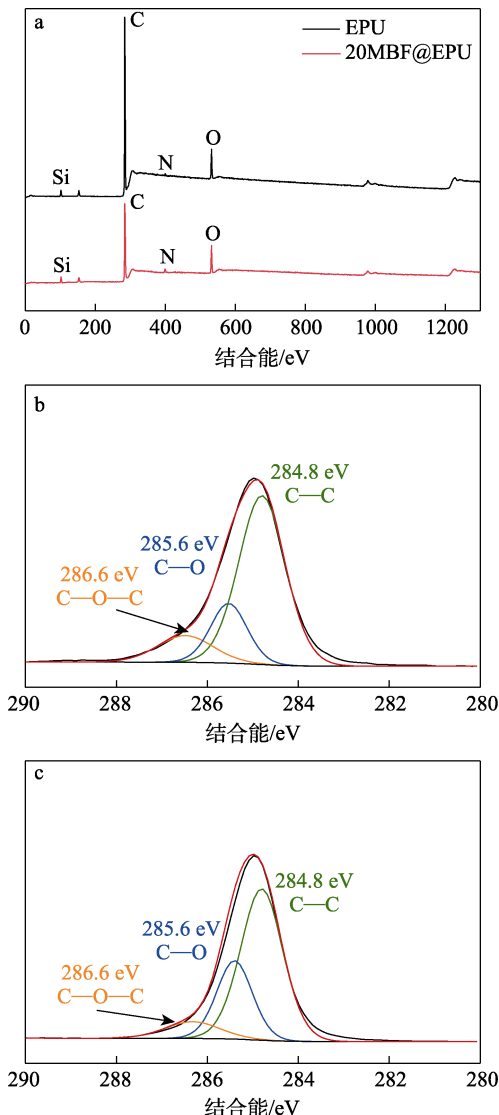 a
C
EPU
20MBF@EPU
Si
N
O
C
Si
N
O
0 200 400 600 800 1000 1200
结合能/eV
b
284.8 eV
C—C
285.6 eV
C—O
286.6 eV
C—O—C
290 288 286 284 282 280
结合能/eV
c
284.8 eV
C—C
285.6 eV
C—O
286.6 eV
C—O—C
290 288 286 284 282 280
结合能/eV